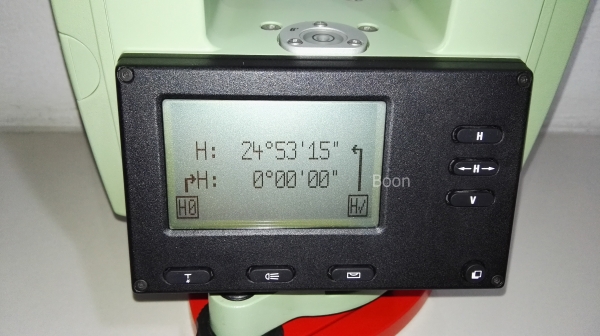 H: 24°53'15"
H: 0°00'00"
Boon
H0 H√
H
←H→
V